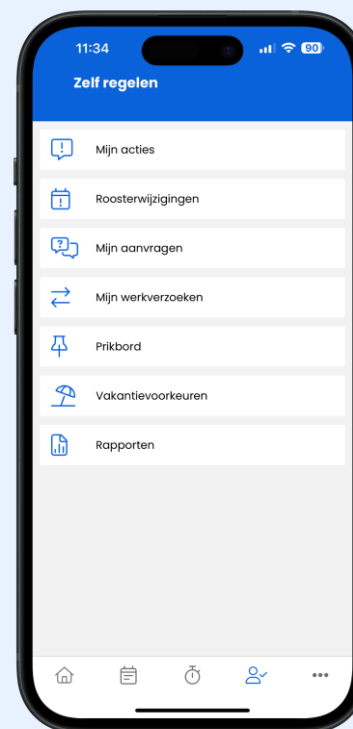 11:34
90
Zelf regelen
Mijn acties
Roosterwijzigingen
Mijn aanvragen
Mijn werkverzoeken
Prikbord
Vakantievoorkeuren
Rapporten